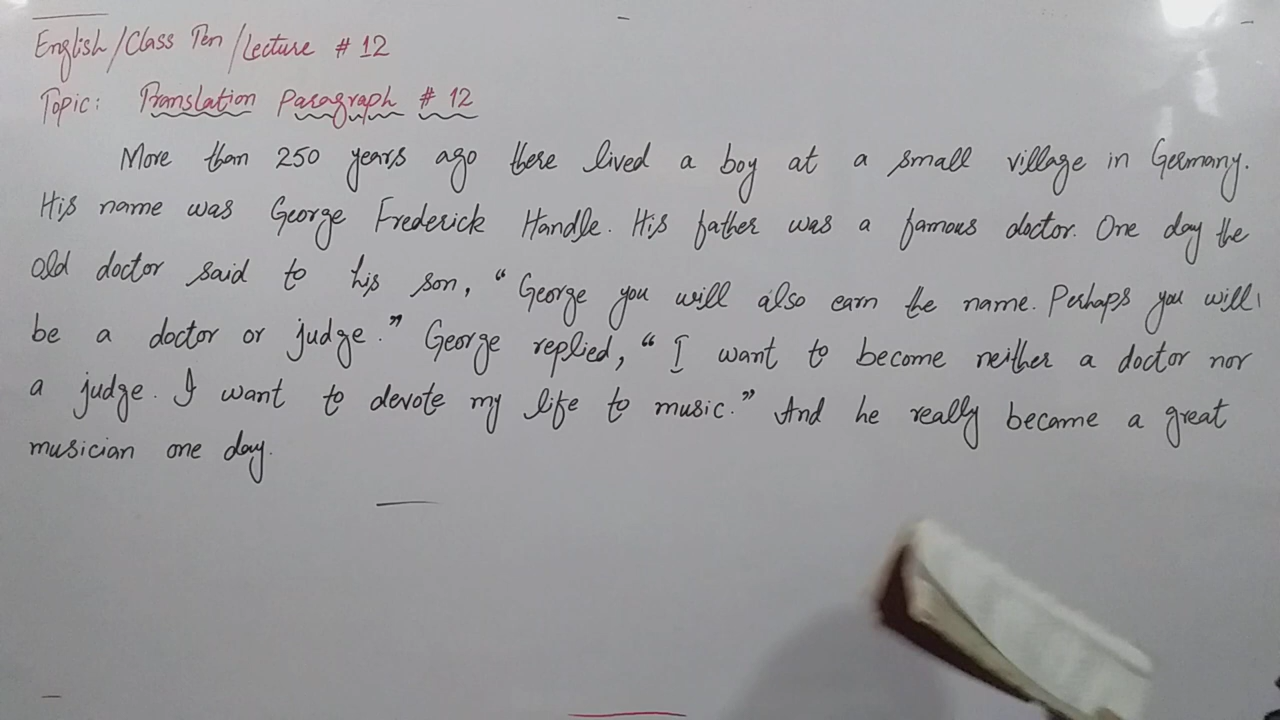 English/Class Ten/Lecture # 12
Topic: Translation Paragraph # 12
More than 250 years ago there lived a boy at a small village in Germany.
His name was George Frederick Handle. His father was a famous doctor. One day the
old doctor said to his son, “George you will also earn the name. Perhaps you will
be a doctor or judge.” George replied, “I want to become neither a doctor nor
a judge. I want to devote my life to music.” And he really became a great
musician one day.